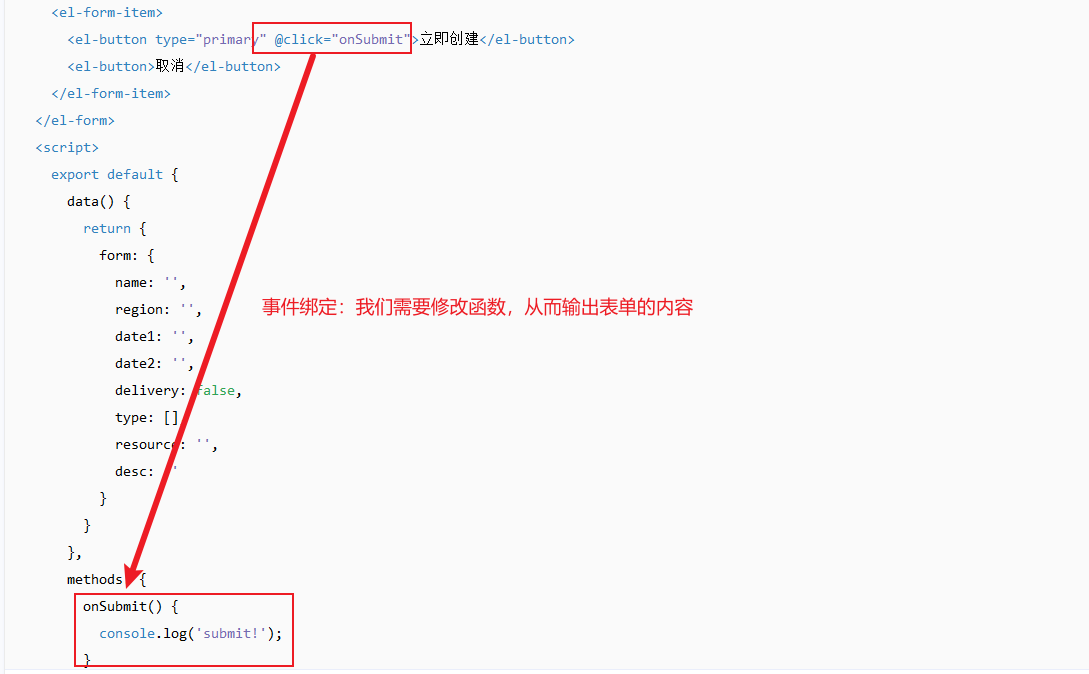 <el-form-item>
<el-button type="primary" @click="onSubmit">立即创建</el-button>
<el-button>取消</el-button>
</el-form-item>
</el-form>
<script>
export default {
data() {
return {
form: {
name: '',
region: '',
事件绑定：我们需要修改函数，从而输出表单的内容
date1: '',
date2: '',
delivery: false,
type: []
resource: '',
desc: '
}
}
},
methods {
onSubmit() {
console.log('submit!');
}